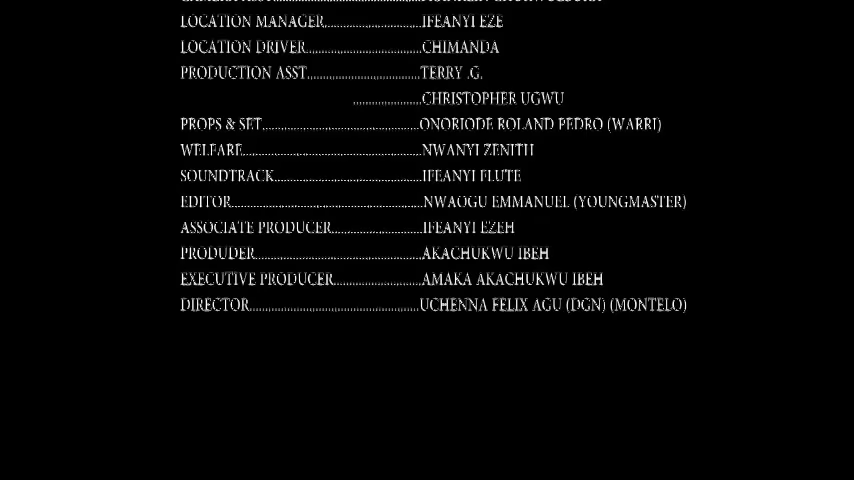 LOCATION MANAGER..............................IFEANYI EZE
LOCATION DRIVER....................................CHIMANDA
PRODUCTION ASST...................................TERRY .G.
.....................CHRISTOPHER UGWU
PROPS & SET.................................................ONORIODE ROLAND PEDRO (WARRI)
WELFARE.......................................................NWANYI ZENITH
SOUNDTRACK..............................................IFEANYI FLUTE
EDITOR...........................................................NWAOGU EMMANUEL (YOUNGMASTER)
ASSOCIATE PRODUCER............................IFEANYI EZEH
PRODUDER....................................................AKACHUKWU IBEH
EXECUTIVE PRODUCER...........................AMAKA AKACHUKWU IBEH
DIRECTOR.....................................................UCHENNA FELIX AGU (DGN) (MONTELO)